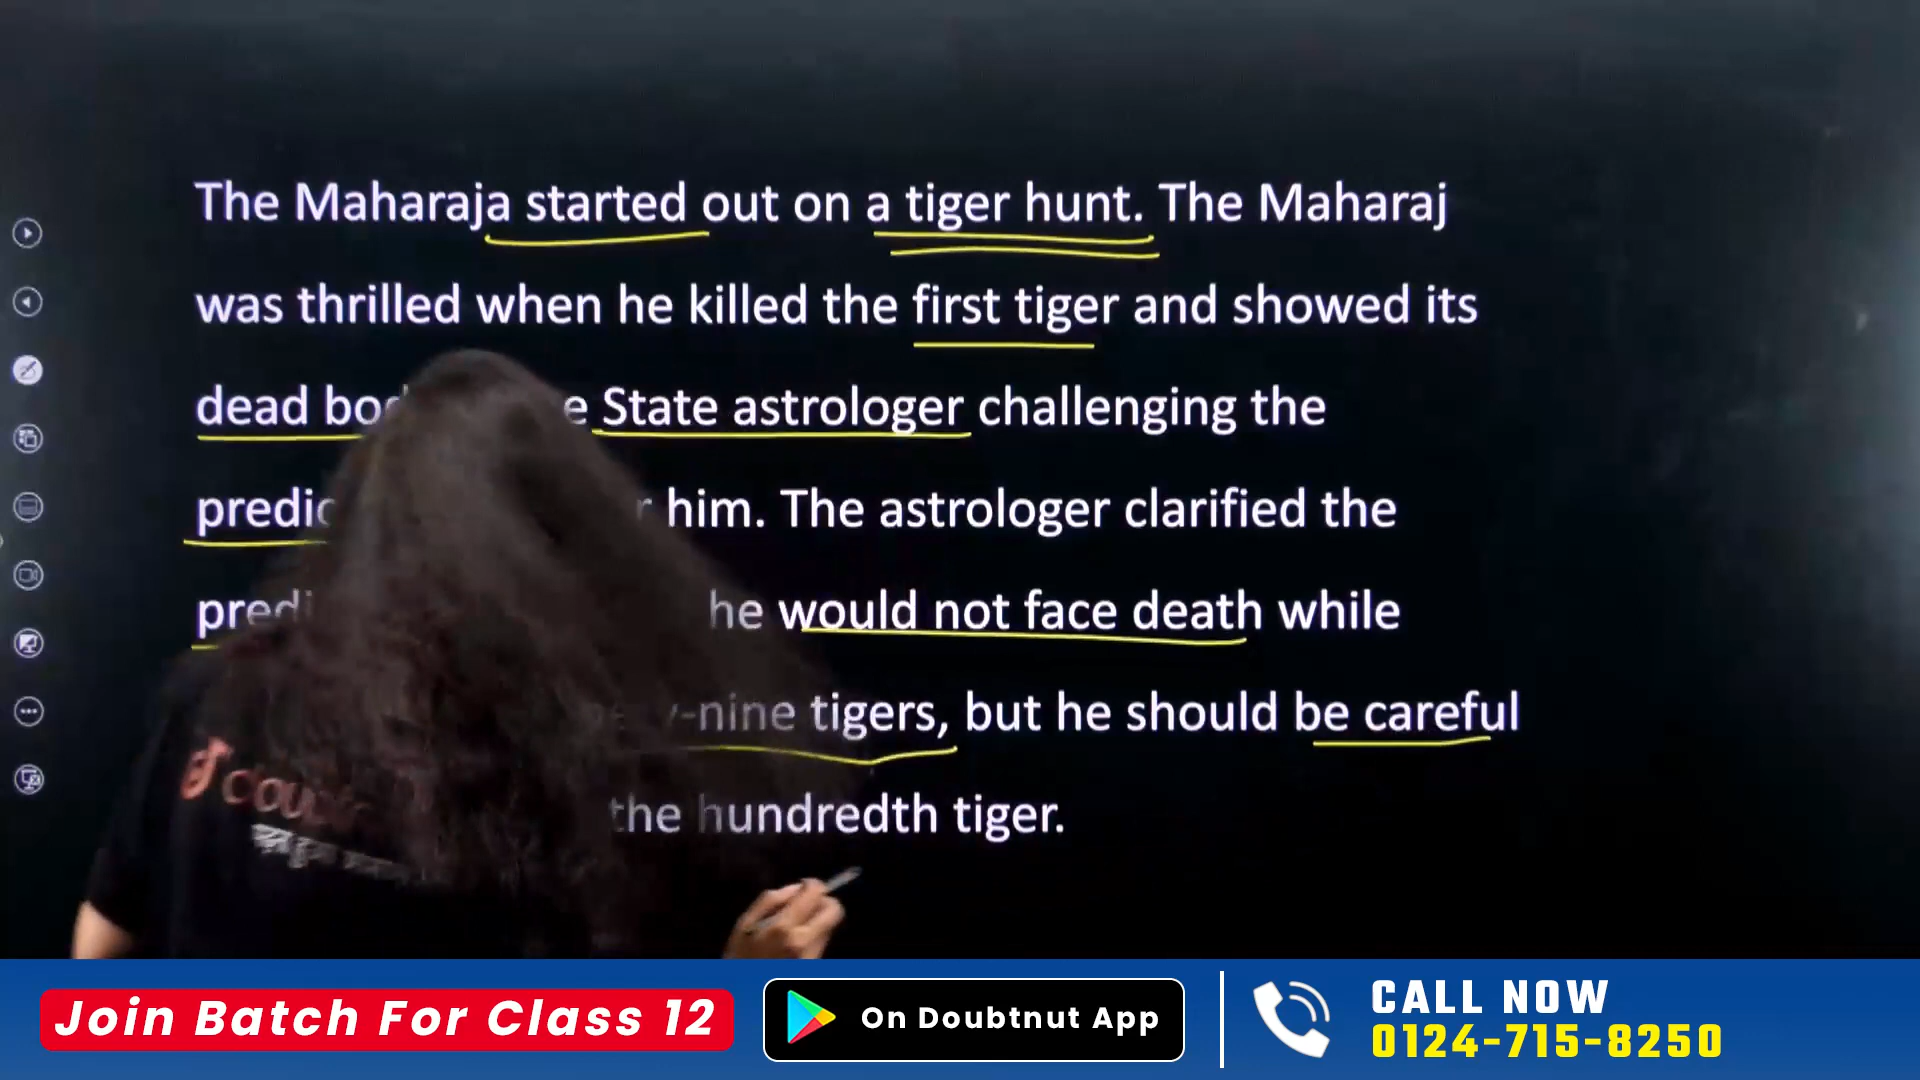 The Maharaja started out on a tiger hunt. The Maharaj
was thrilled when he killed the first tiger and showed its
dead State astrologer challenging the
him. The astrologer clarified the
he would not face death while
-nine tigers, but he should be careful
the hundredth tiger.
Join Batch For Class 12
On Doubtnut App
CALL NOW
0124-715-8250